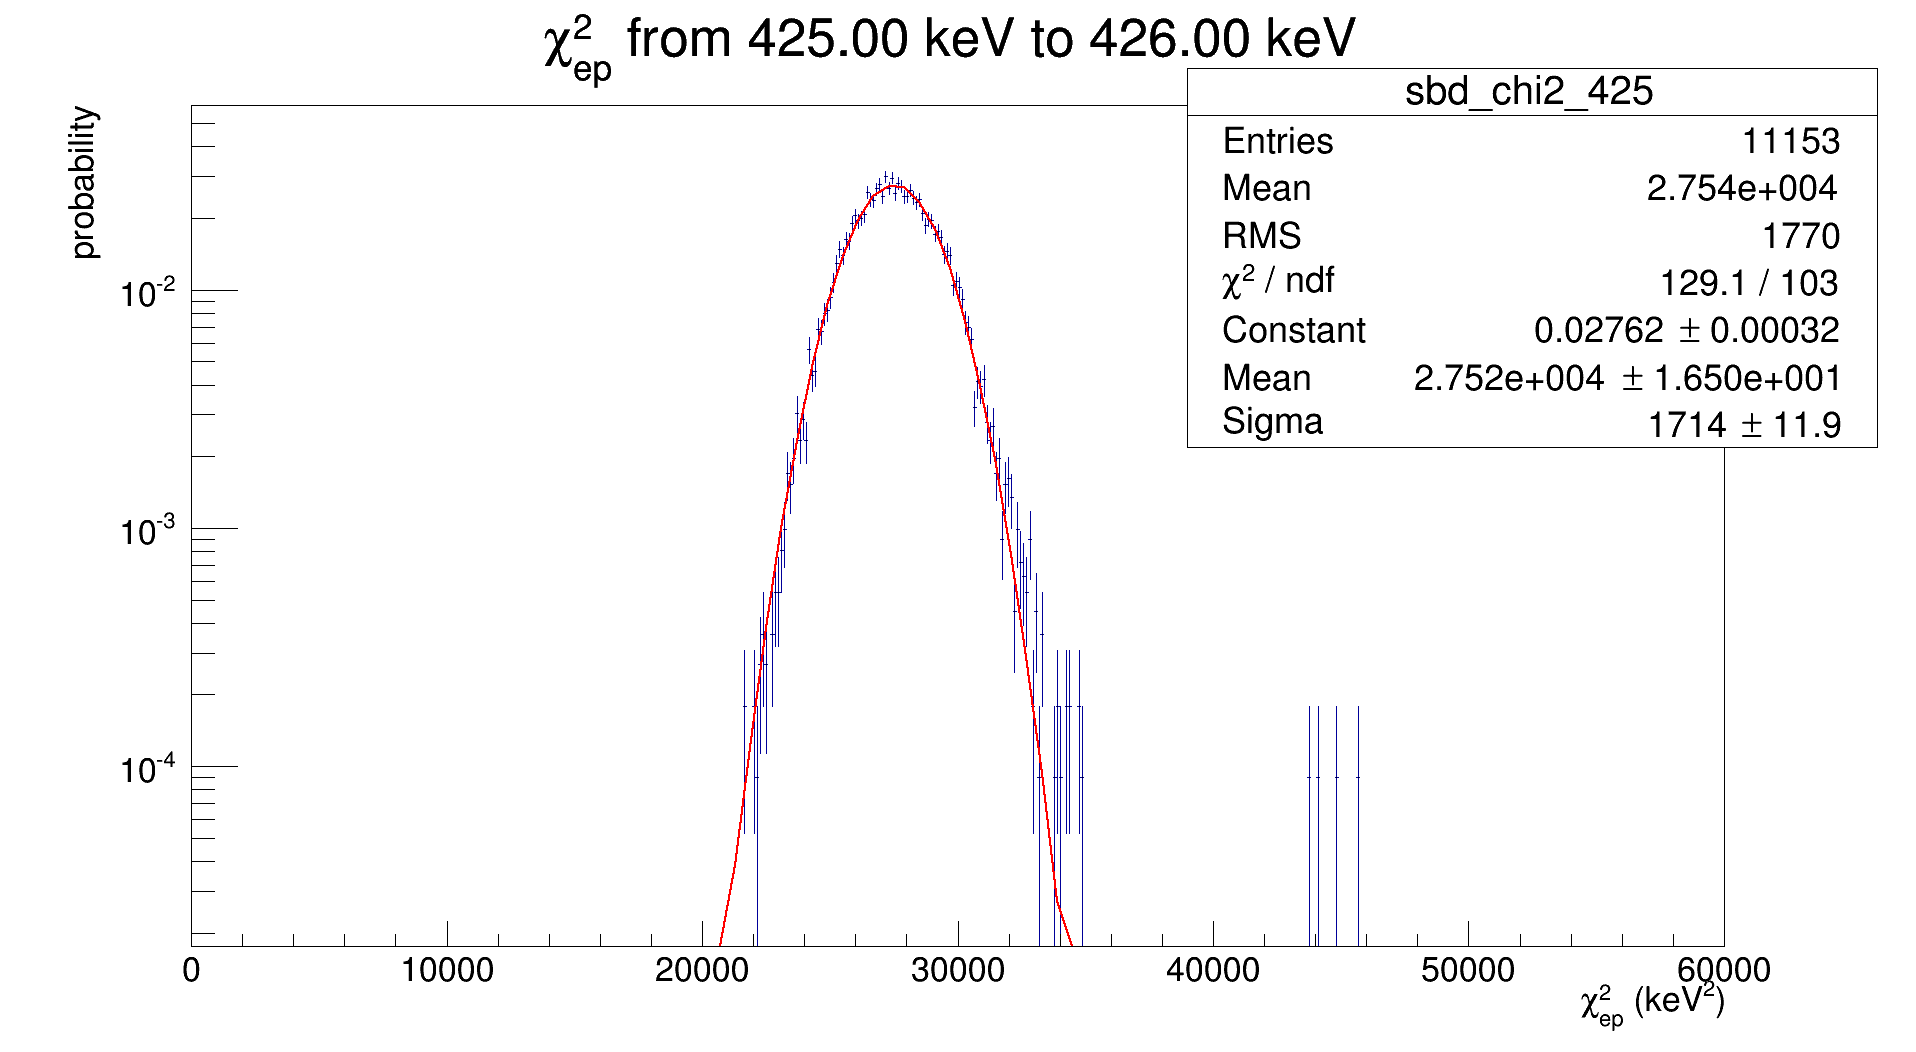 χ²ep from 425.00 keV to 426.00 keV
sbd_chi2_425
Entries 11153
Mean 2.754e+004
RMS 1770
χ² / ndf 129.1 / 103
Constant 0.02762 ± 0.00032
Mean 2.752e+004 ± 1.650e+001
Sigma 1714 ± 11.9
probability
10⁻²
10⁻³
10⁻⁴
0 10000 20000 30000 40000 50000 60000
χ²ep (keV²)